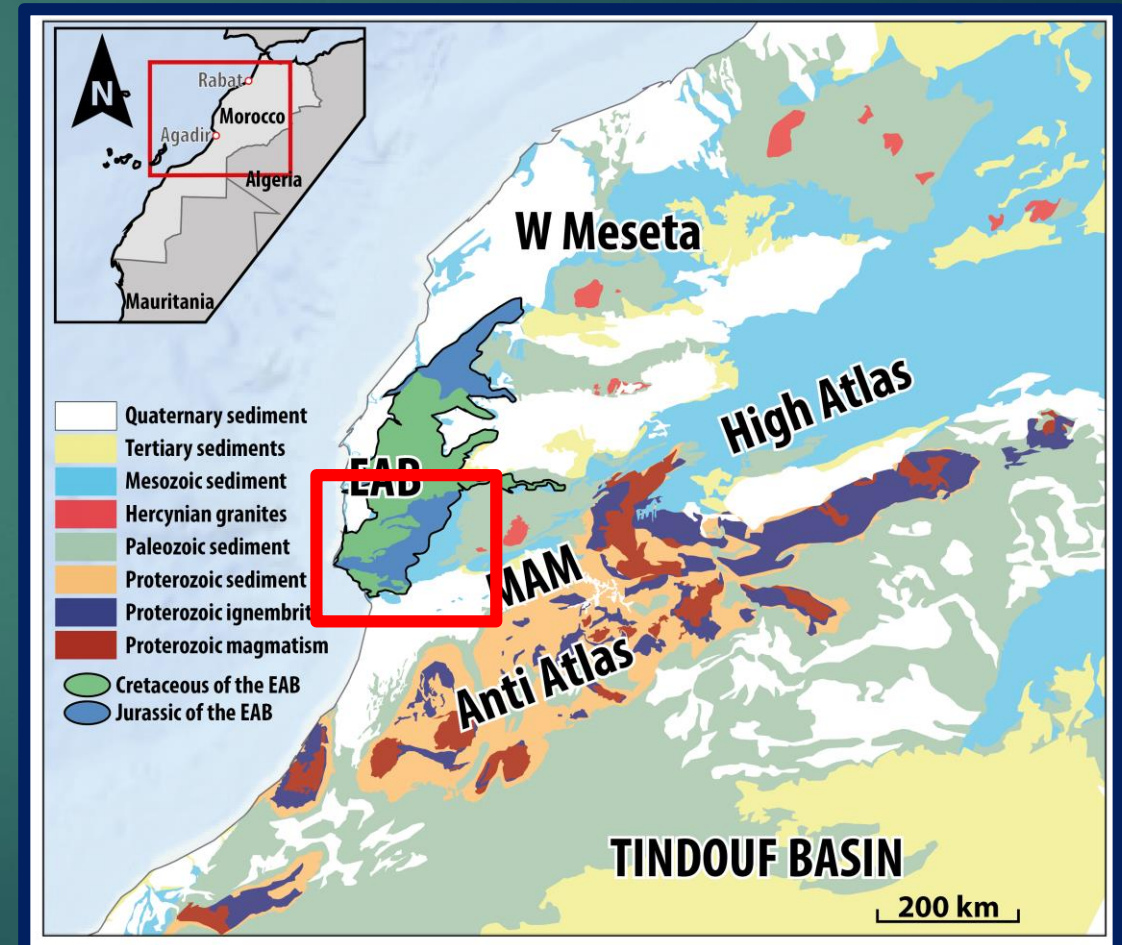 N
Rabat
Morocco
Agadir
Algeria
Mauritania
W Meseta
High Atlas
EAB
MAM
Anti Atlas
TINDOUF BASIN
200 km
Quaternary sediment
Tertiary sediments
Mesozoic sediment
Hercynian granites
Paleozoic sediment
Proterozoic sediment
Proterozoic ignembrit
Proterozoic magmatism
Cretaceous of the EAB
Jurassic of the EAB